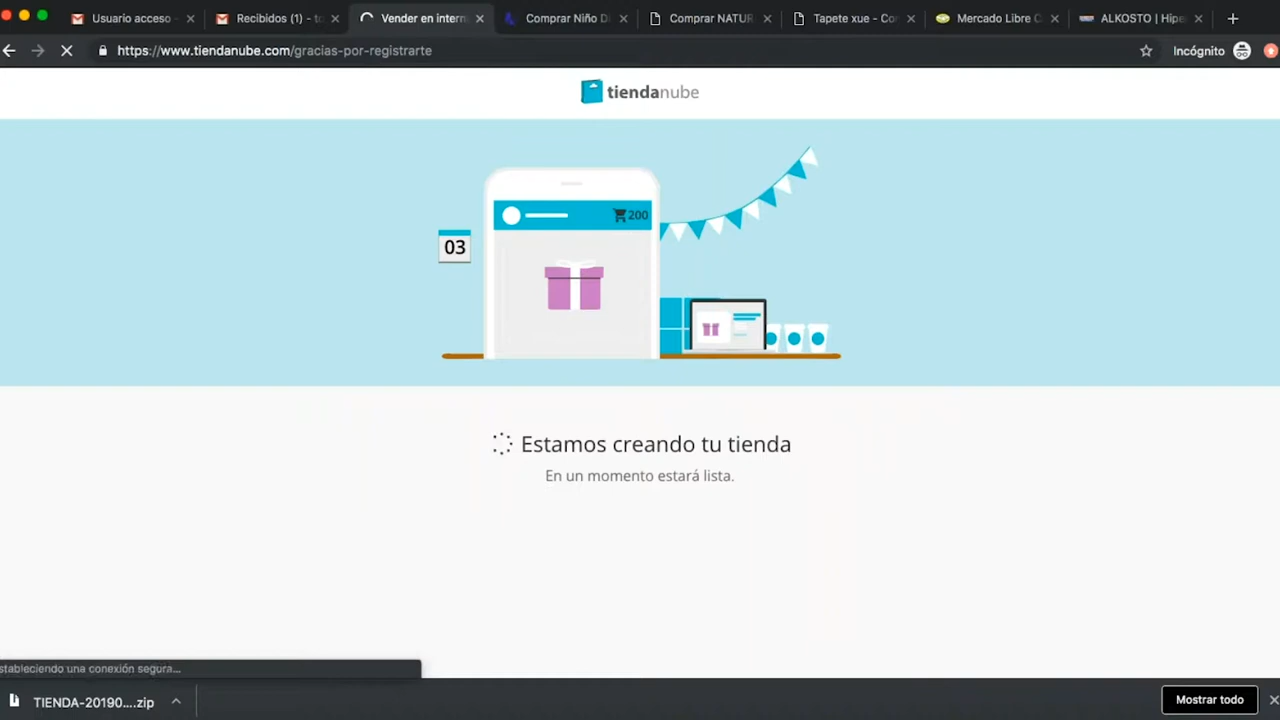 Usuario acceso
Recibidos (1) - to
Vender en intern
Comprar Niño D
Comprar NATUR
Tapete xue - Con
Mercado Libre C
ALKOSTO | Hipe
https://www.tiendanube.com/gracias-por-registrarte
Incógnito
tiendanube
200
03
Estamos creando tu tienda
En un momento estará lista.
stableciendo una conexión segura...
TIENDA-20190....zip
Mostrar todo